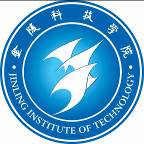 金陵科技学院
JINLING INSTITUTE OF TECHNOLOGY